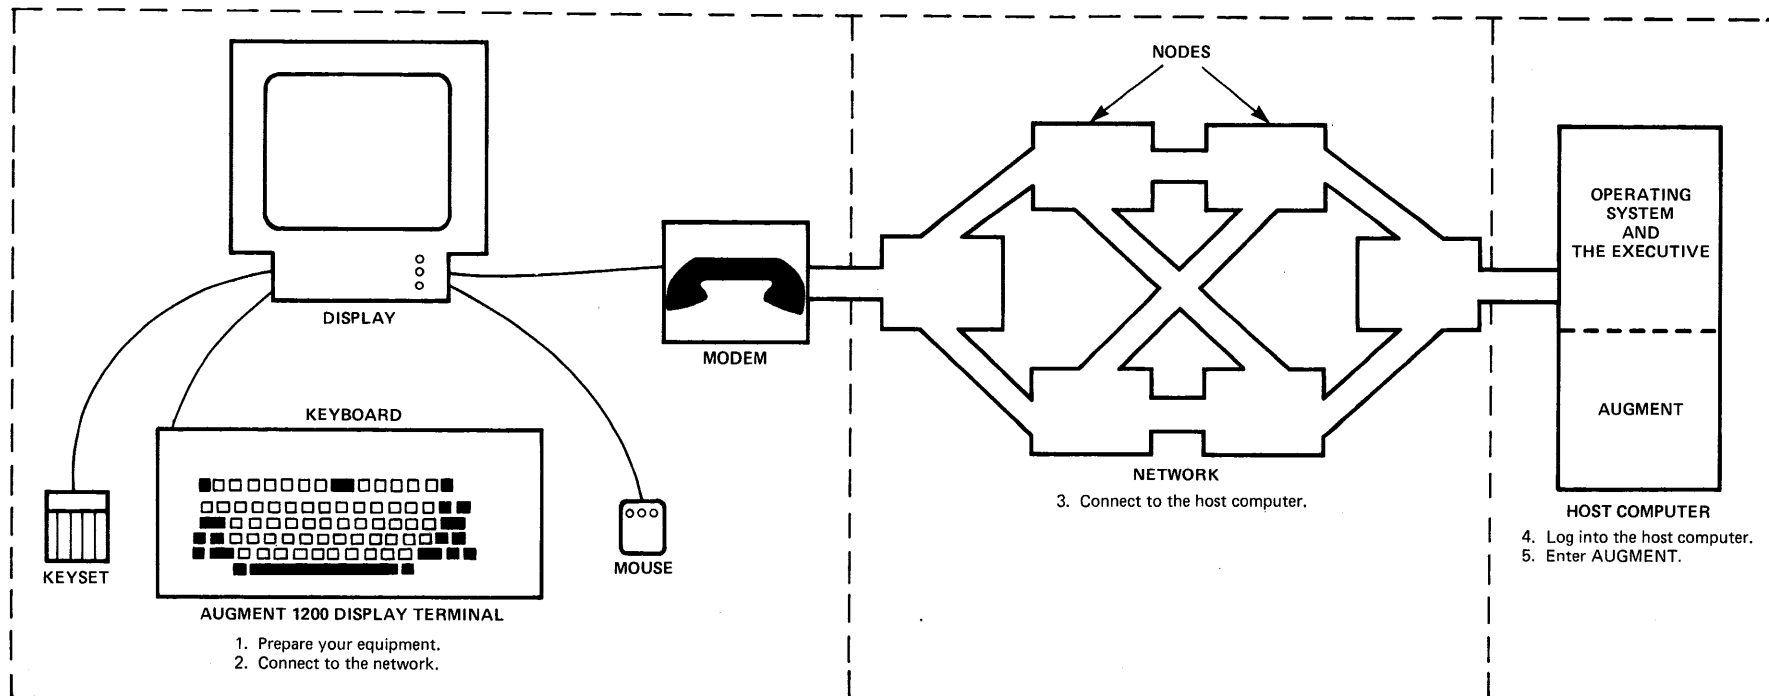 DISPLAY
MODEM
KEYBOARD
KEYSET
MOUSE
AUGMENT 1200 DISPLAY TERMINAL
1. Prepare your equipment.
2. Connect to the network.
NODES
NETWORK
3. Connect to the host computer.
OPERATING
SYSTEM
AND
THE EXECUTIVE
AUGMENT
HOST COMPUTER
4. Log into the host computer.
5. Enter AUGMENT.